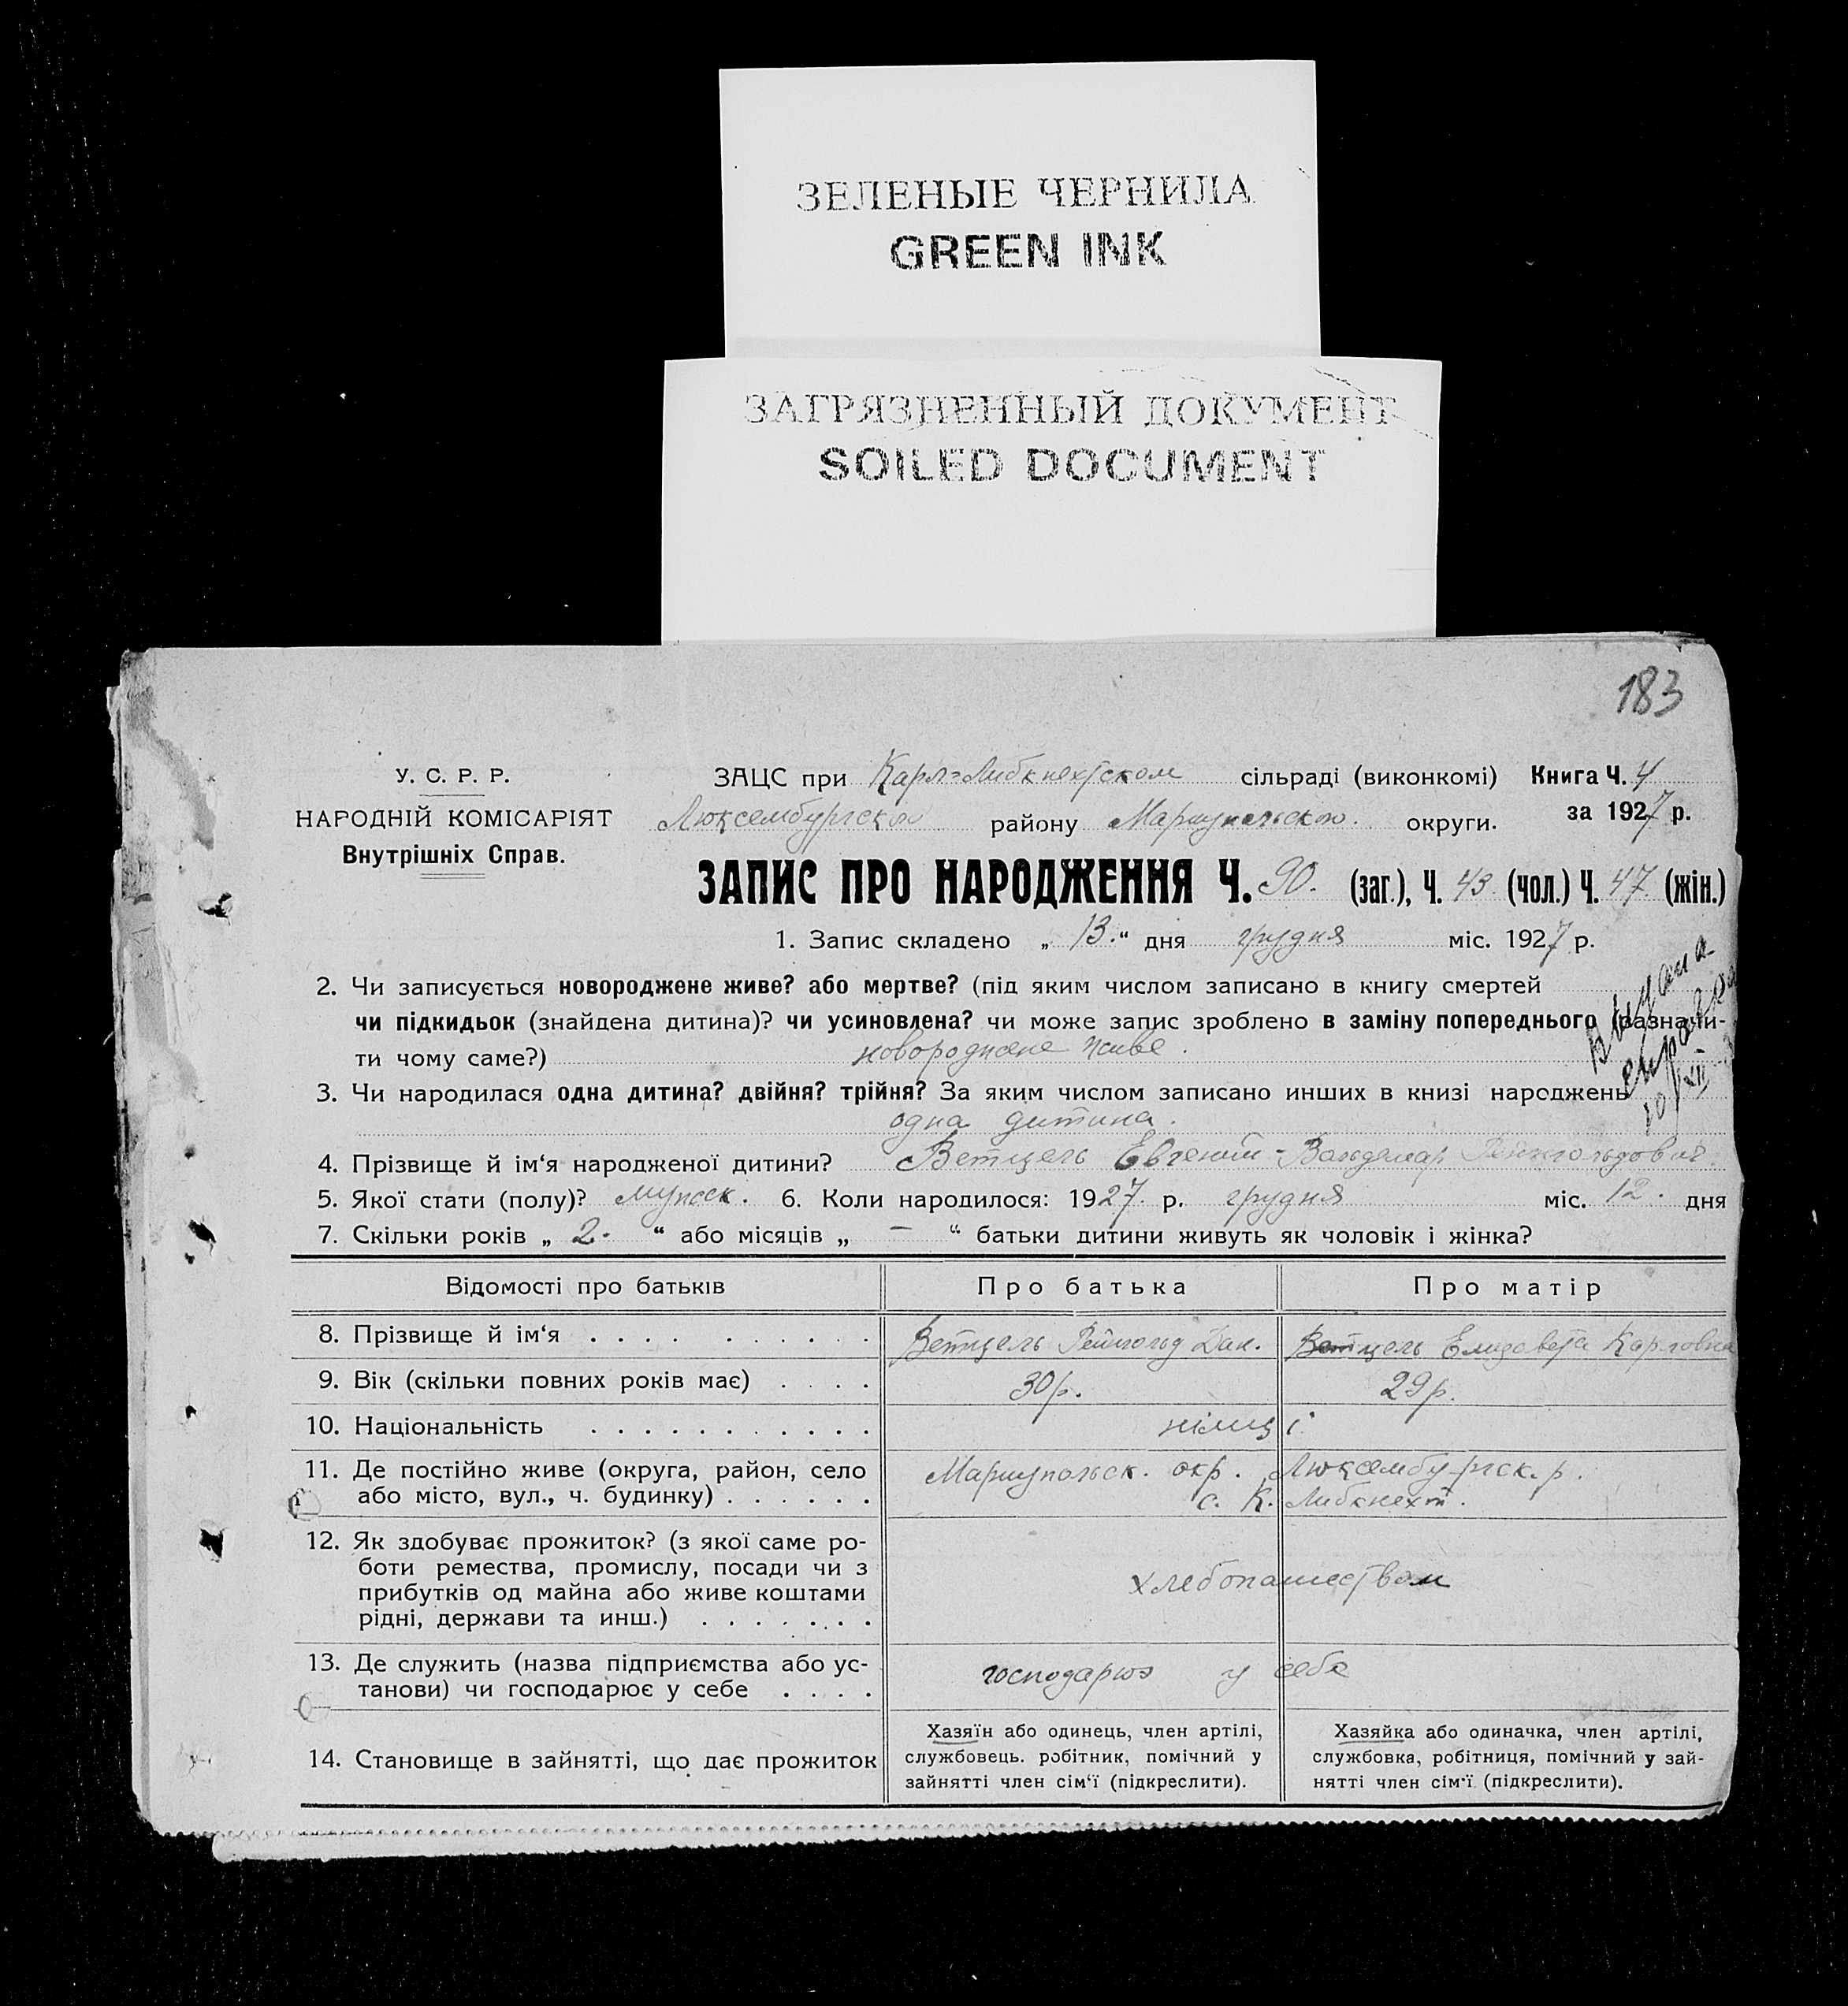 ЗЕЛЕНЫЕ ЧЕРНИЛА
GREEN INK
ЗАГРЯЗНЕННЫЙ ДОКУМЕНТ
SOILED DOCUMENT
183
У. С. Р. Р.
НАРОДНІЙ КОМІСАРІЯТ
Внутрішніх Справ.
ЗАЦС при Карл-Либкнехтском сільраді (виконкомі) Книга Ч. 4
Люксембургского району Мариупольского округи. за 1927 р.
ЗАПИС ПРО НАРОДЖЕННЯ Ч. 90. (заг.), Ч. 43 (чол.) Ч. 47. (жін.)
1. Запис складено „ 13. “ дня грудня міс. 1927 р.
2. Чи записується новороджене живе? або мертве? (під яким числом записано в книгу смертей
чи підкидьок (знайдена дитина)? чи усиновлена? чи може запис зроблено в заміну попереднього (зазначи-
ти чому саме?) новороджене живе.
3. Чи народилася одна дитина? двійня? трійня? За яким числом записано инших в книзі народжень
одна дитина.
4. Прізвище й ім‘я народженої дитини? Ветцель Евгений-Вольдемар Рейнгольдович
5. Якої стати (полу)? мужск. 6. Коли народилося: 1927 р. грудня міс. 12. дня
7. Скільки років „ 2. “ або місяців „ — “ батьки дитини живуть як чоловік і жінка?
Відомості про батьків Про батька Про матір
8. Прізвище й ім‘я . . . . . . . . . . Ветцель Рейнгольд Дан. Ветцель Елизавета Карловна
9. Вік (скільки повних років має) . . . . 30 р. 29 р.
10. Національність . . . . . . . . . . . німці
11. Де постійно живе (округа, район, село Мариупольск. окр. Люксембургск. р.
або місто, вул., ч. будинку) . . . . . . с. К. Либкнехт.
12. Як здобуває прожиток? (з якої саме ро-
боти ремества, промислу, посади чи з
прибутків од майна або живе коштами хлебопашеством
рідні, держави та инш.) . . . . . . .
13. Де служить (назва підприємства або ус- господарюэ у себе
танови) чи господарює у себе . . . .
14. Становище в зайнятті, що дає прожиток
Хазяїн або одинець, член артілі,
службовець. робітник, помічний у
зайнятті член сім‘ї (підкреслити).
Хазяйка або одиначка, член артілі,
службовка, робітниця, помічний у зай-
нятті член сім‘ї (підкреслити).